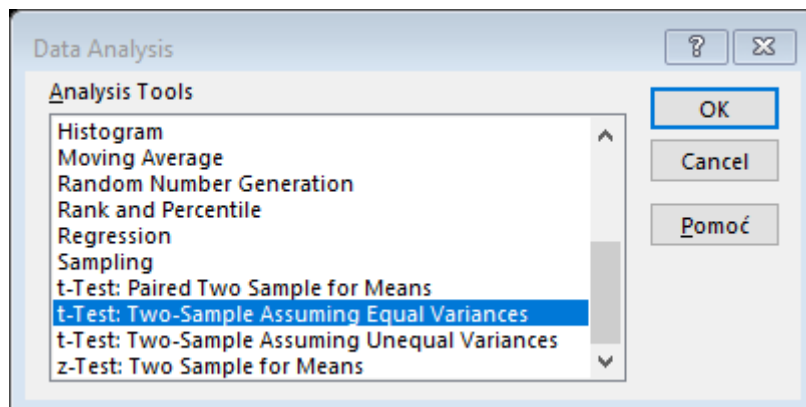 Data Analysis
Analysis Tools
OK
Histogram
Moving Average
Cancel
Random Number Generation
Rank and Percentile
Pomoć
Regression
Sampling
t-Test: Paired Two Sample for Means
t-Test: Two-Sample Assuming Equal Variances
t-Test: Two-Sample Assuming Unequal Variances
z-Test: Two Sample for Means